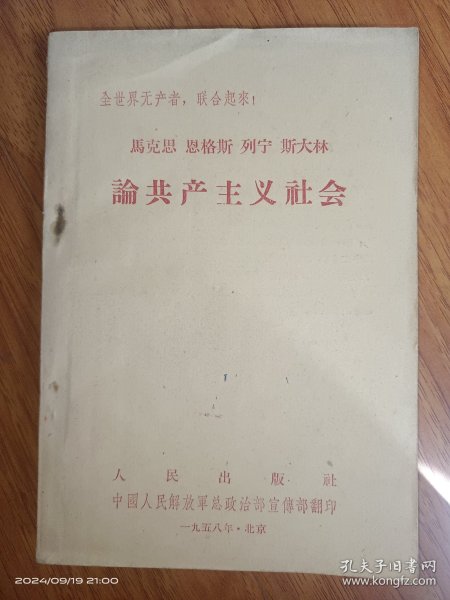 全世界无产者，联合起來！
馬克思 恩格斯 列宁 斯大林
論共产主义社会
人民出版社
中國人民解放軍总政治部宣傳部翻印
一九五八年·北京
2024/09/19 21:00
孔夫子旧书网
www.kongfz.com